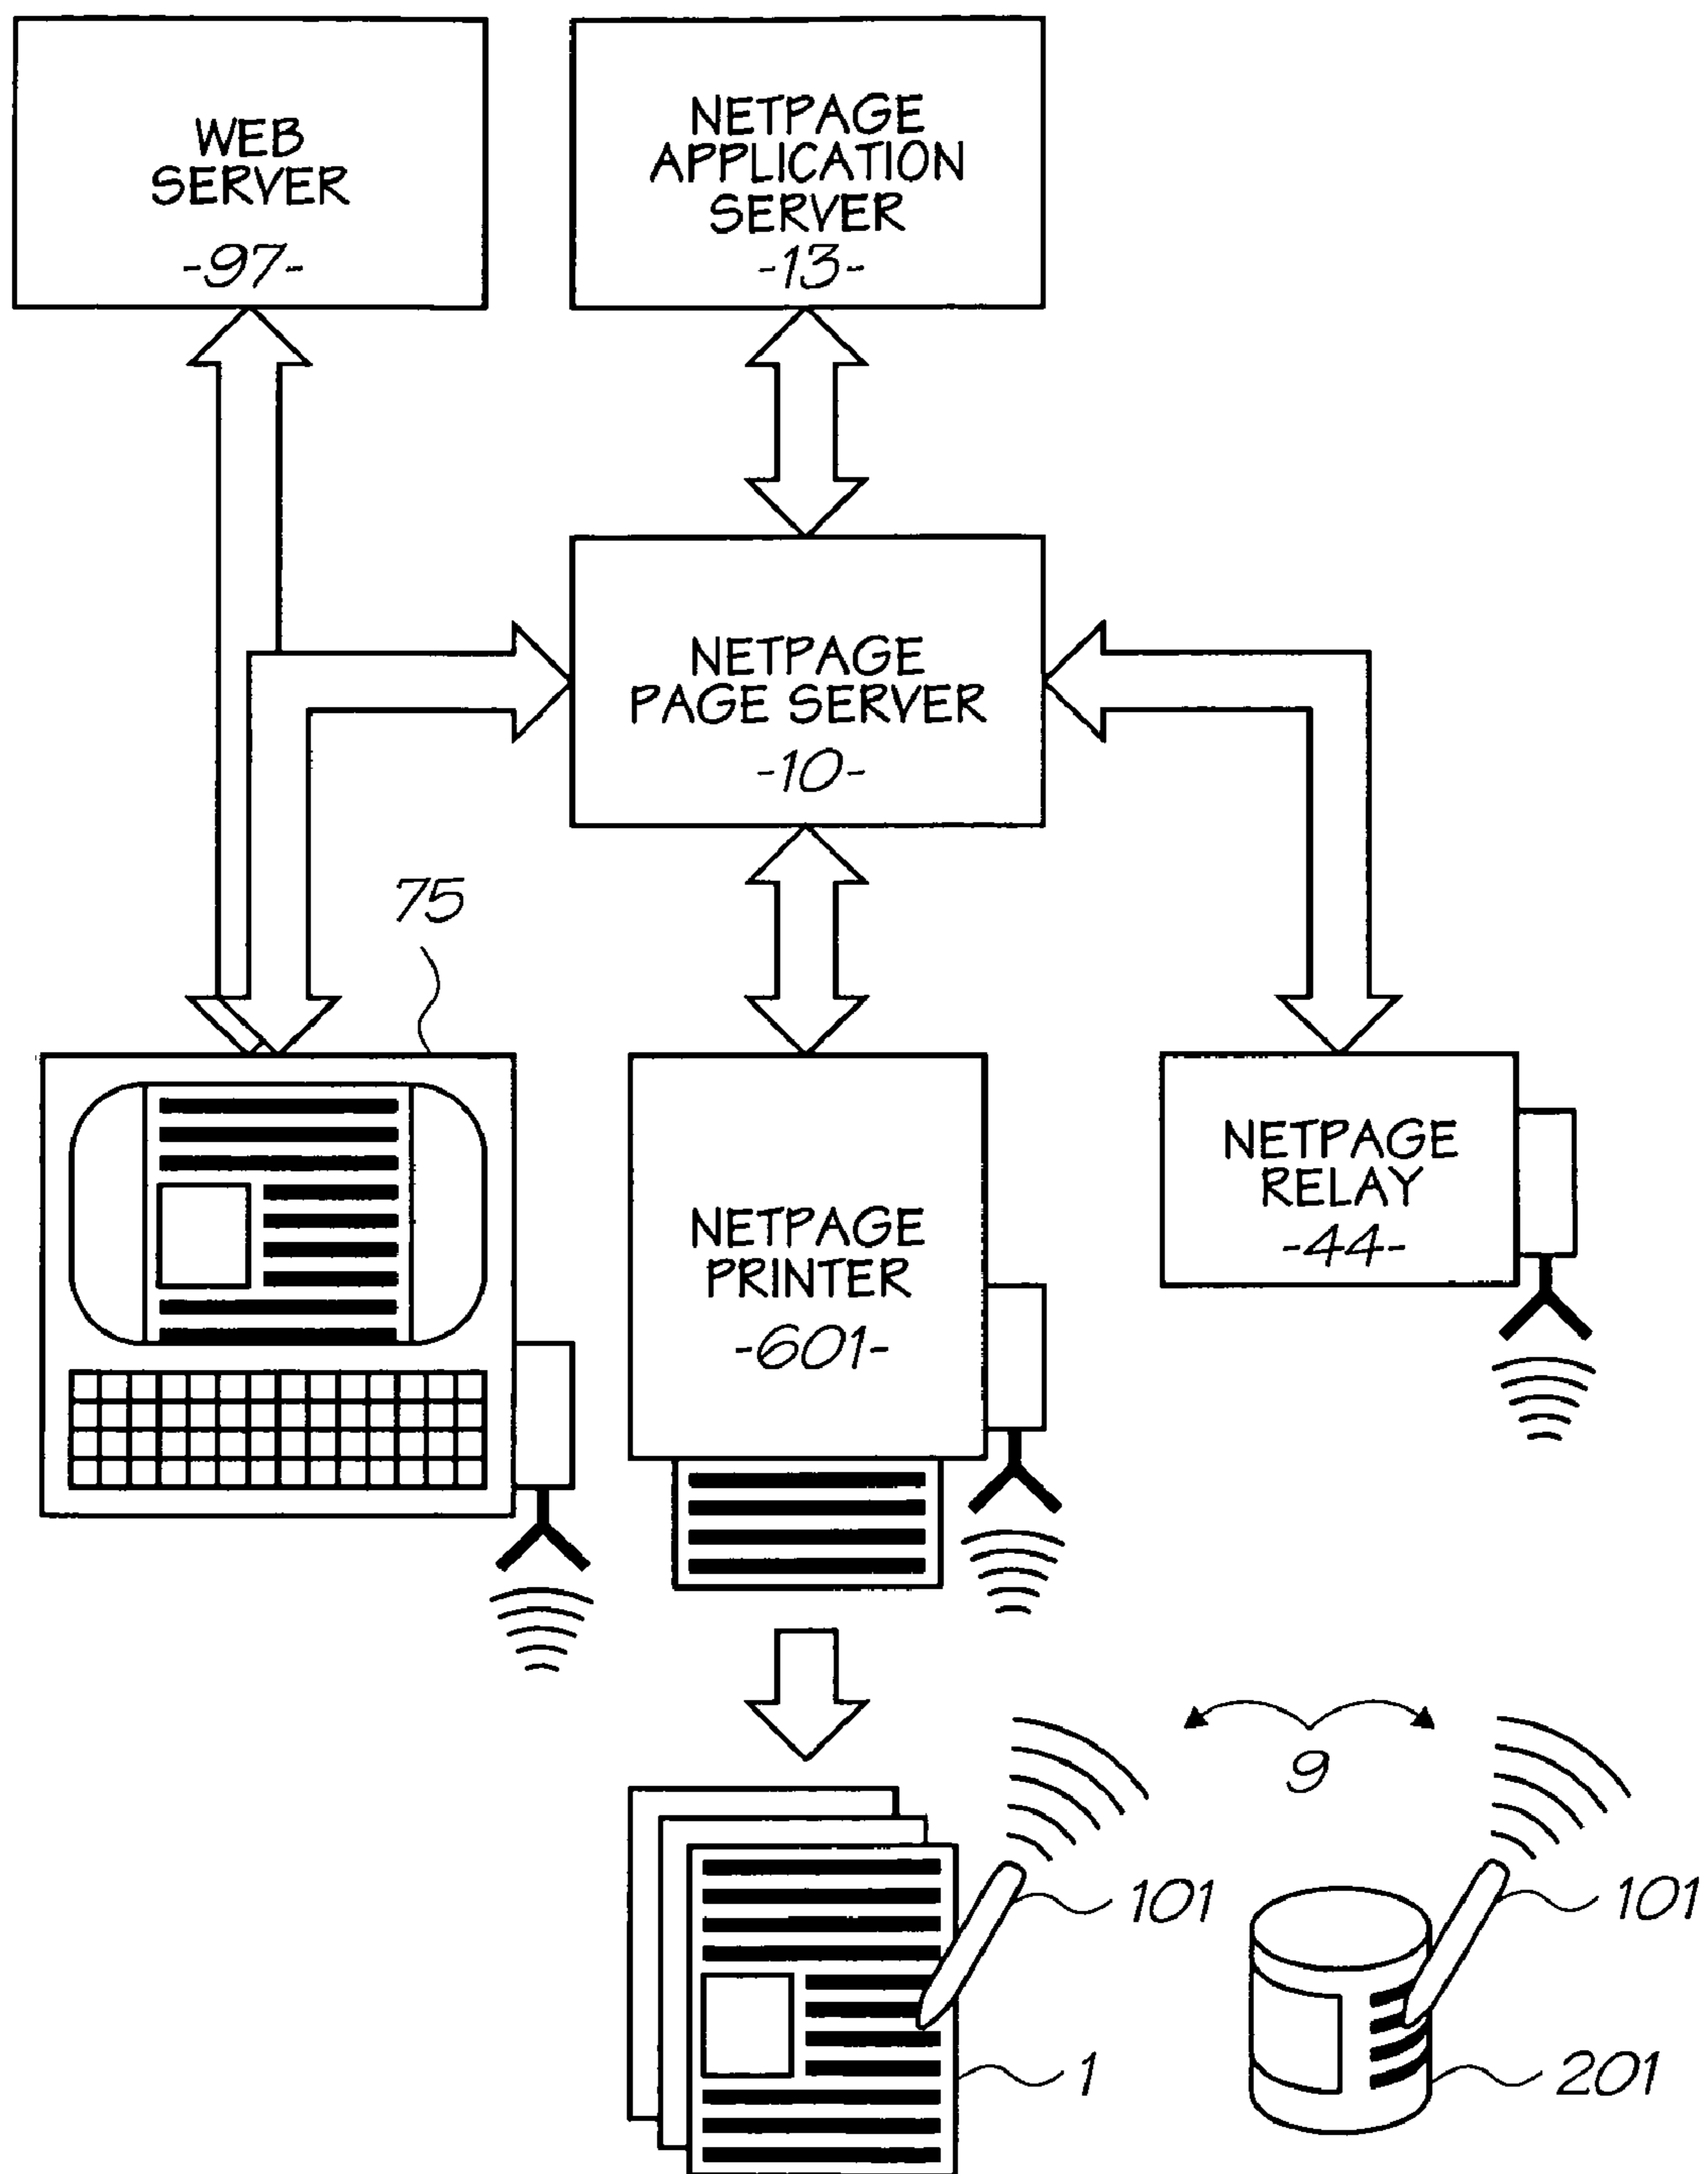 WEB
SERVER
-97-
NETPAGE
APPLICATION
SERVER
-13-
NETPAGE
PAGE SERVER
-10-
75
NETPAGE
PRINTER
-601-
NETPAGE
RELAY
-44-
9
101
101
1
201